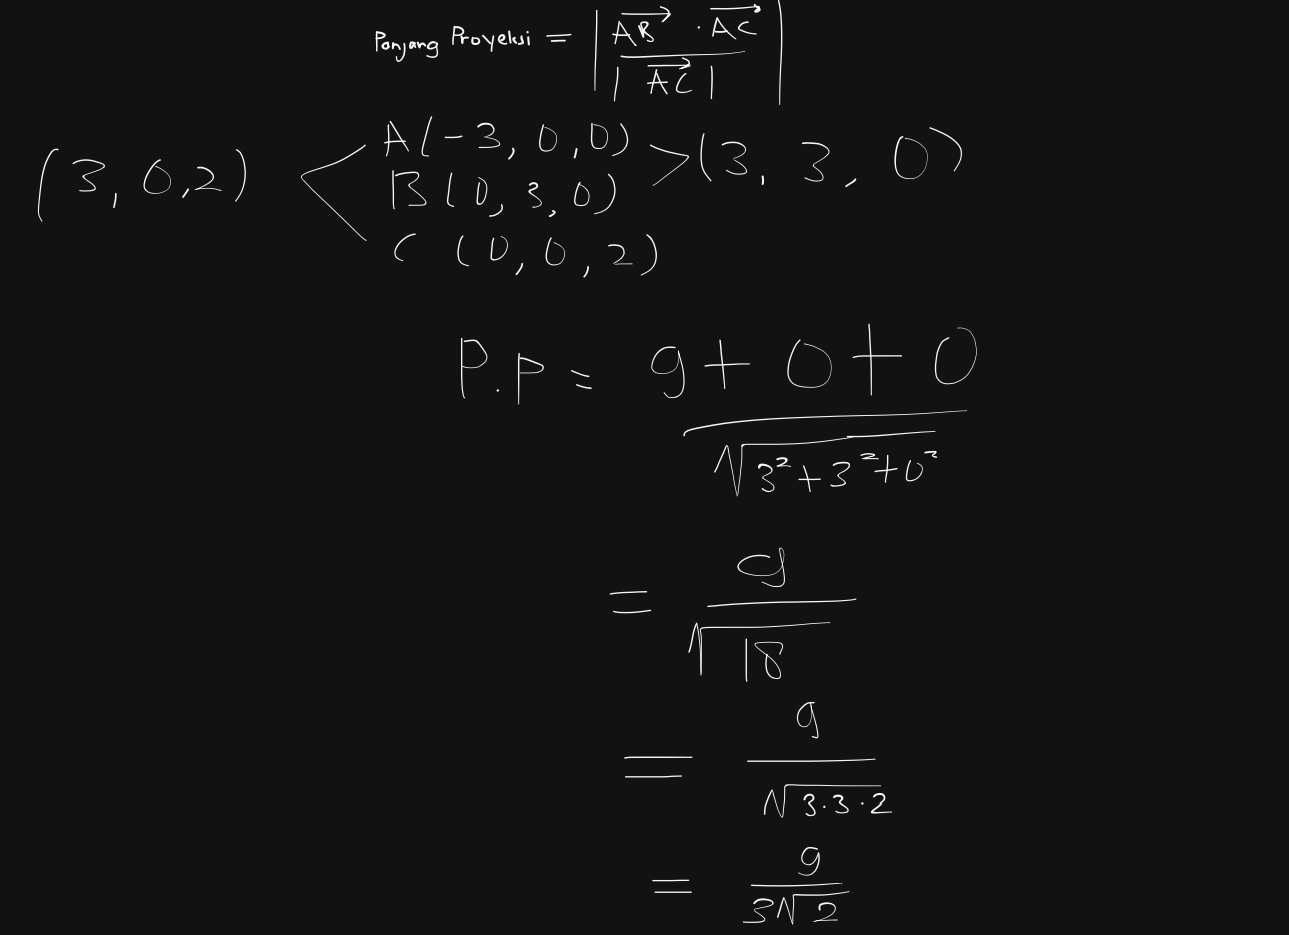 Panjang Proyeksi = | AB · AC / |AC| |
(3, 0, 2) < A(-3, 0, 0) > (3, 3, 0)
B(0, 3, 0)
C (0, 0, 2)
P.P = 9 + 0 + 0 / √3²+3²+0²
= 9 / √18
= 9 / √3·3·2
= 9 / 3√2